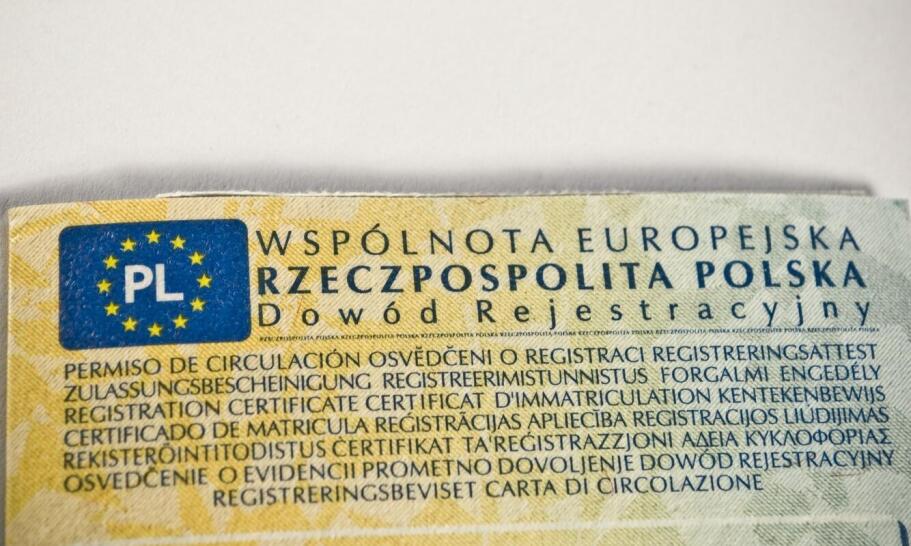 PL
WSPÓLNOTA EUROPEJSKA
RZECZPOSPOLITA POLSKA
Dowód Rejestracyjny
PERMISO DE CIRCULACIÓN OSVĚDČENI O REGISTRACI REGISTRERINGSATTEST
ZULASSUNGSBESCHEINIGUNG REGISTREERIMISTUNNISTUS FORGALMI ENGEDÉLY
REGISTRATION CERTIFICATE CERTIFICAT D'IMMATRICULATION KENTEKENBEWIJS
CERTIFICADO DE MATRICULA REĢISTRĀCIJAS APLIECĪBA REGISTRACIJOS LIUDIJIMAS
REKISTERÖINTITODISTUS ĊERTIFIKAT TA'REĠISTRAZZJONI ΑΔΕΙΑ ΚΥΚΛΟΦΟΡΙΑΣ
OSVEDČENIE O EVIDENCII PROMETNO DOVOLJENJE DOWÓD REJESTRACYJNY
REGISTRERINGSBEVISET CARTA DI CIRCOLAZIONE